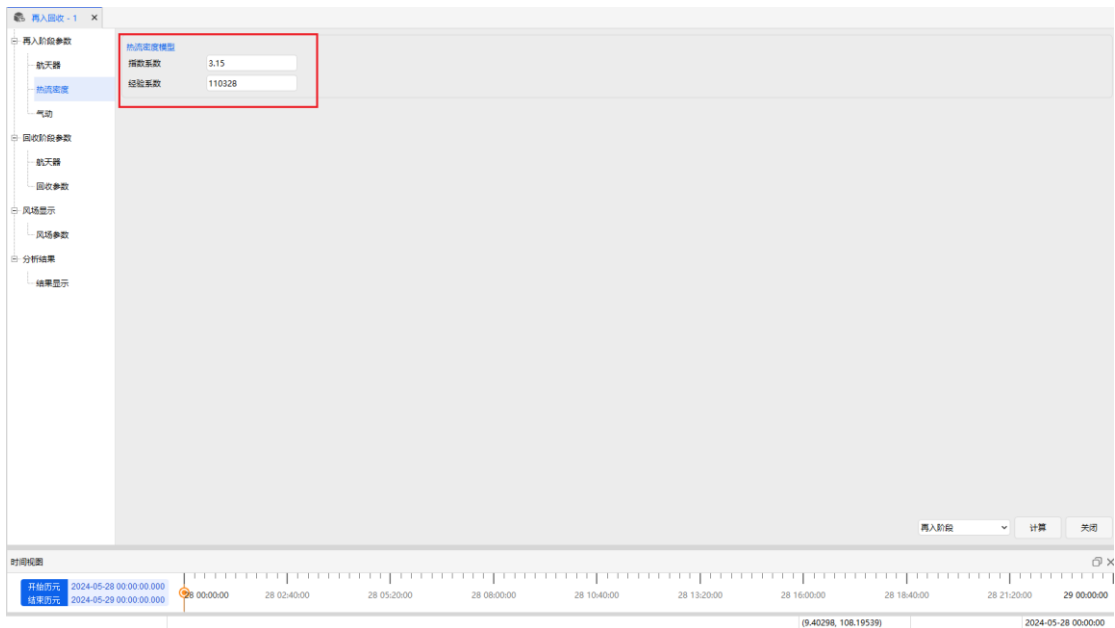 再入回收 - 1 ×
再入阶段参数
航天器
热流密度
气动
回收阶段参数
航天器
回收参数
风场显示
风场参数
分析结果
结果显示
热流密度模型
指数系数 3.15
经验系数 110328
再入阶段 计算 关闭
时间视图
开始历元 2024-05-28 00:00:00.000
结束历元 2024-05-29 00:00:00.000
28 00:00:00 28 02:40:00 28 05:20:00 28 08:00:00 28 10:40:00 28 13:20:00 28 16:00:00 28 18:40:00 28 21:20:00 29 00:00:00
(9.40298, 108.19539) 2024-05-28 00:00:00